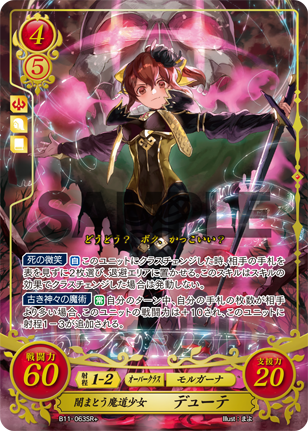 4
5
SAMPLE
どうどう？ ボク、かっこいい？
死の微笑 自 このユニットにクラスチェンジした時、相手の手札を
裏を見ずに2枚選び、退避エリアに置かせる。このスキルはスキルの
効果でクラスチェンジした場合は発動しない。
古き神々の魔術 常 自分のターン中、自分の手札の枚数が相手
より多い場合、このユニットの戦闘力は＋10され、このユニットに
射程1－3が追加される。
戦闘力
60
射程 1-2 オーバークラス モルガーナ
支援力
20
闇まとう魔道少女 デューテ
B11-063SR+ Illust まよ